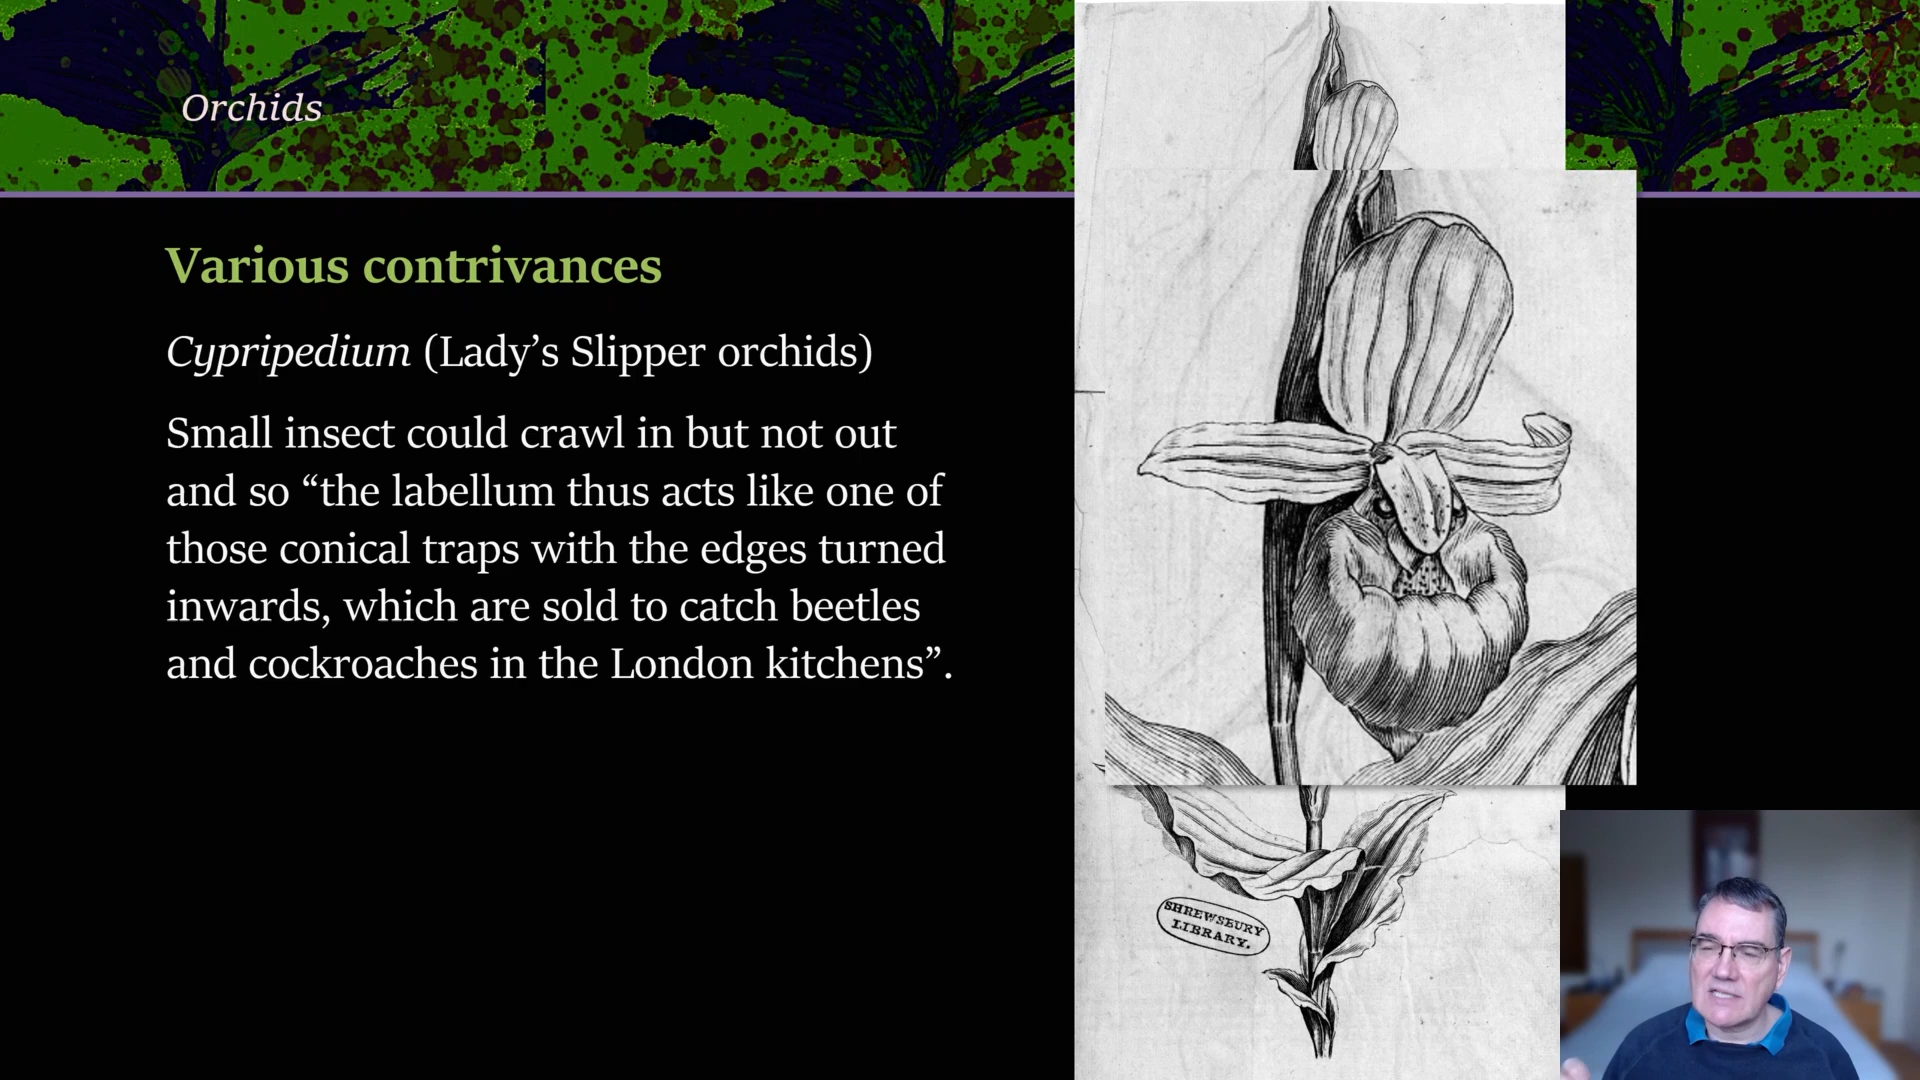 Orchids
Various contrivances
Cypripedium (Lady’s Slipper orchids)
Small insect could crawl in but not out
and so “the labellum thus acts like one of
those conical traps with the edges turned
inwards, which are sold to catch beetles
and cockroaches in the London kitchens”.
SHREWSBURY
LIBRARY.